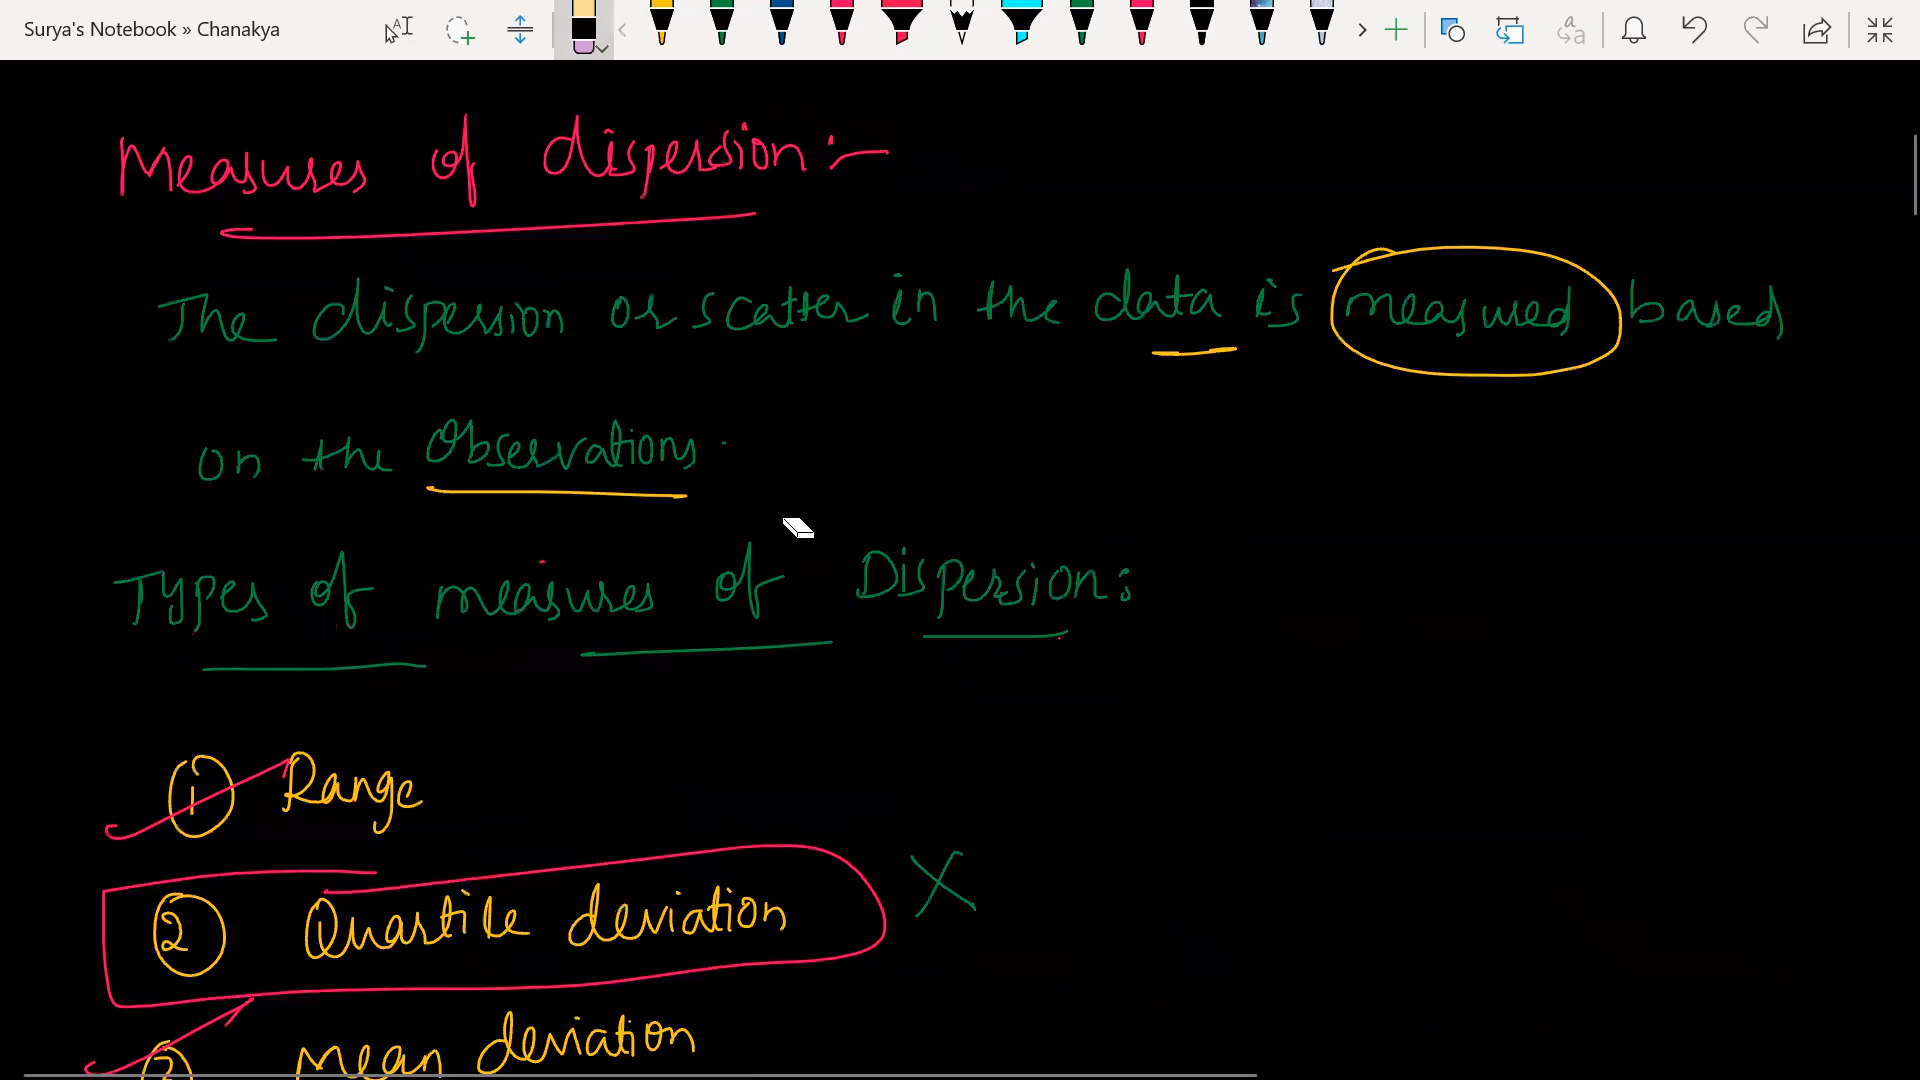 Surya's Notebook » Chanakya
Measures of dispersion:-
The dispersion or scatter in the data is measured based
on the Observations.
Types of measures of Dispersion:
① Range
② Quartile deviation X
③ Mean deviation